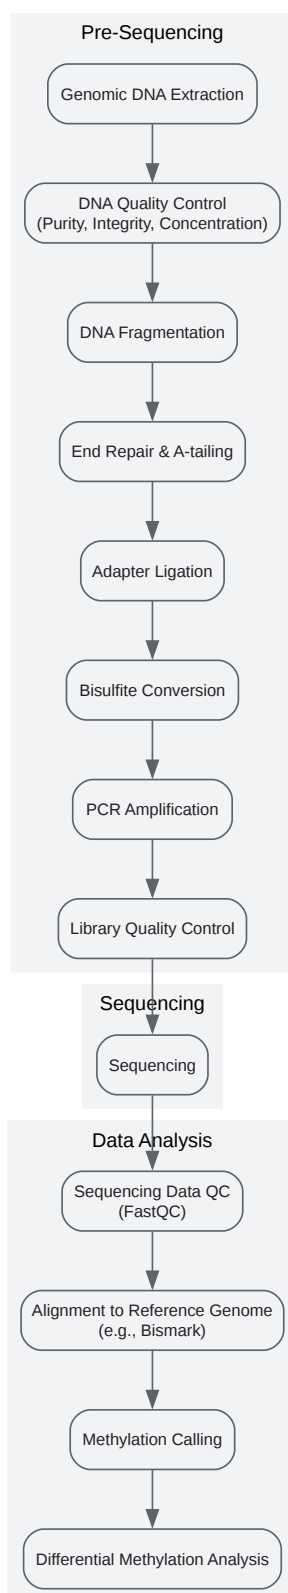 Pre-Sequencing
Genomic DNA Extraction
DNA Quality Control
(Purity, Integrity, Concentration)
DNA Fragmentation
End Repair & A-tailing
Adapter Ligation
Bisulfite Conversion
PCR Amplification
Library Quality Control
Sequencing
Sequencing
Data Analysis
Sequencing Data QC
(FastQC)
Alignment to Reference Genome
(e.g., Bismark)
Methylation Calling
Differential Methylation Analysis